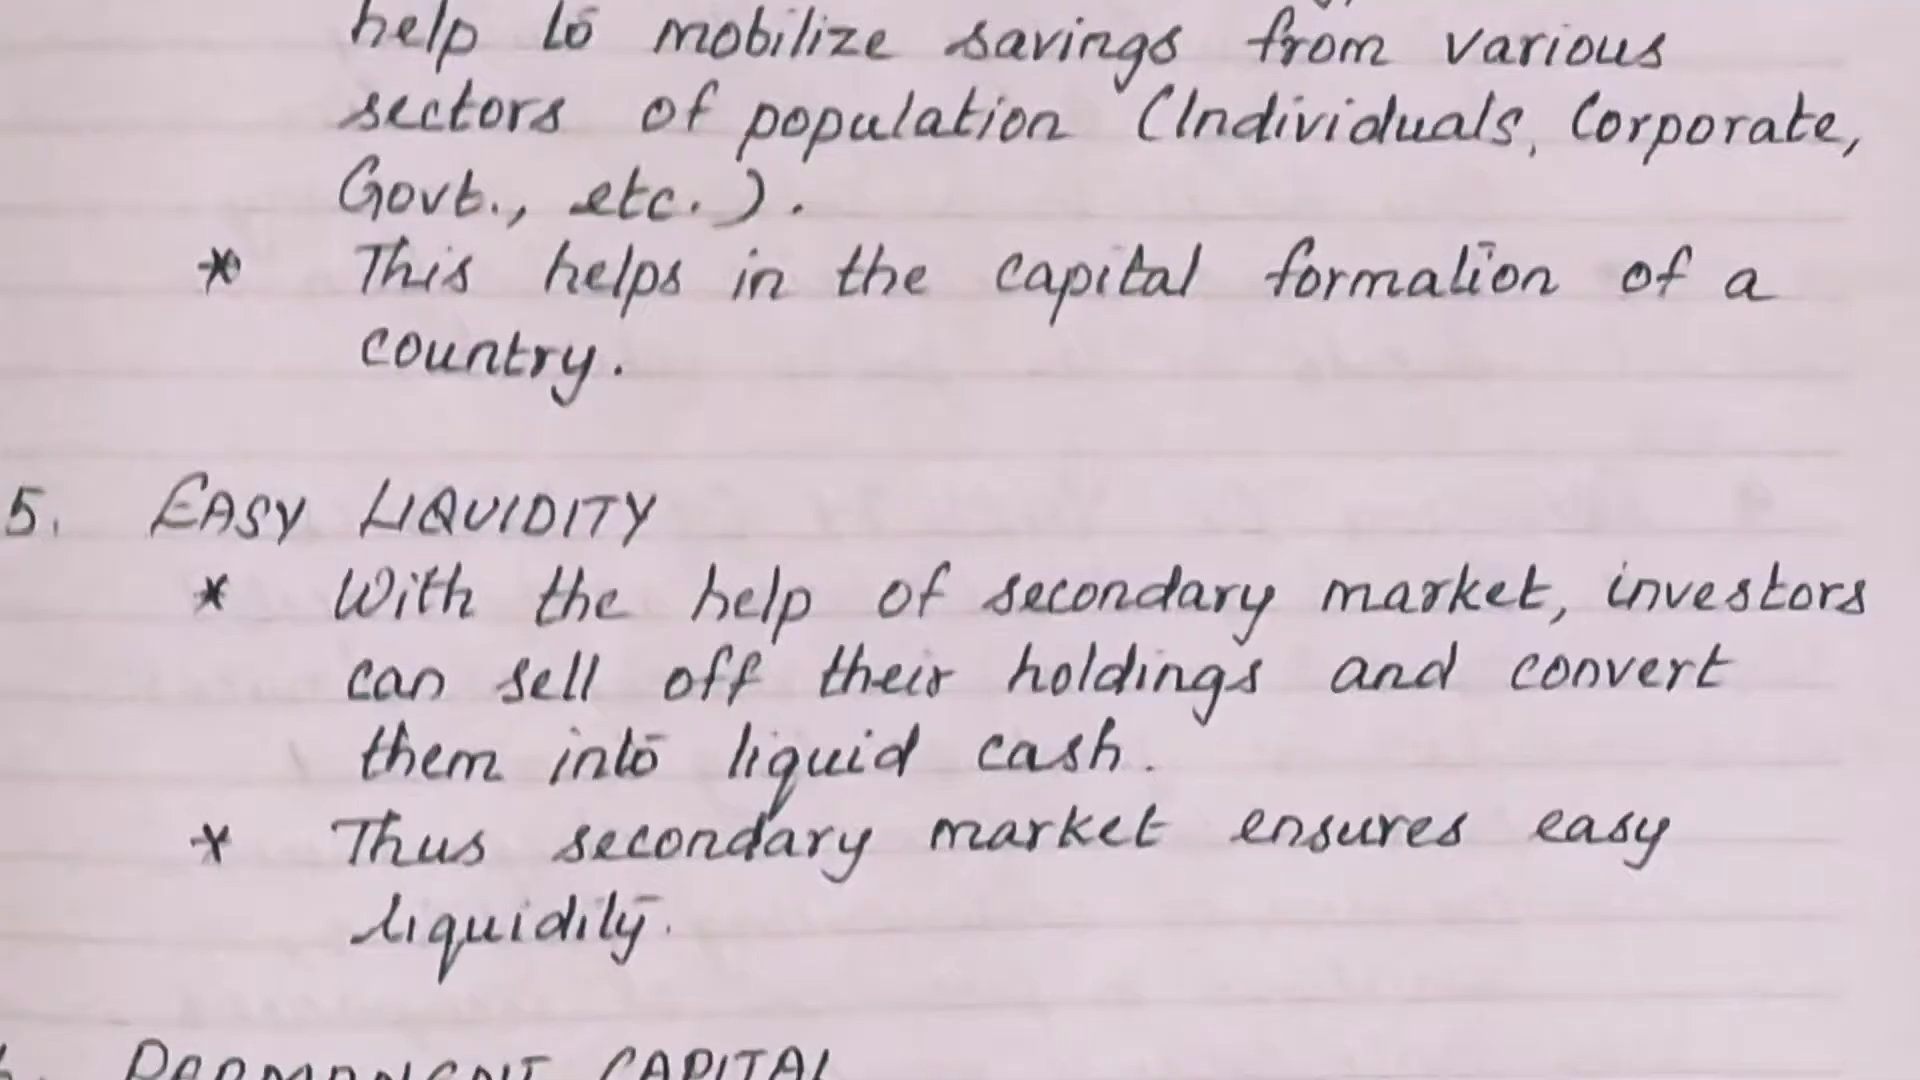 help to mobilize savings from various
sectors of population (Individuals, Corporate,
Govt., etc.).
* This helps in the capital formation of a
country.
5. EASY LIQUIDITY
* With the help of secondary market, investors
can sell off their holdings and convert
them into liquid cash.
* Thus secondary market ensures easy
liquidity.
PERMANENT CAPITAL